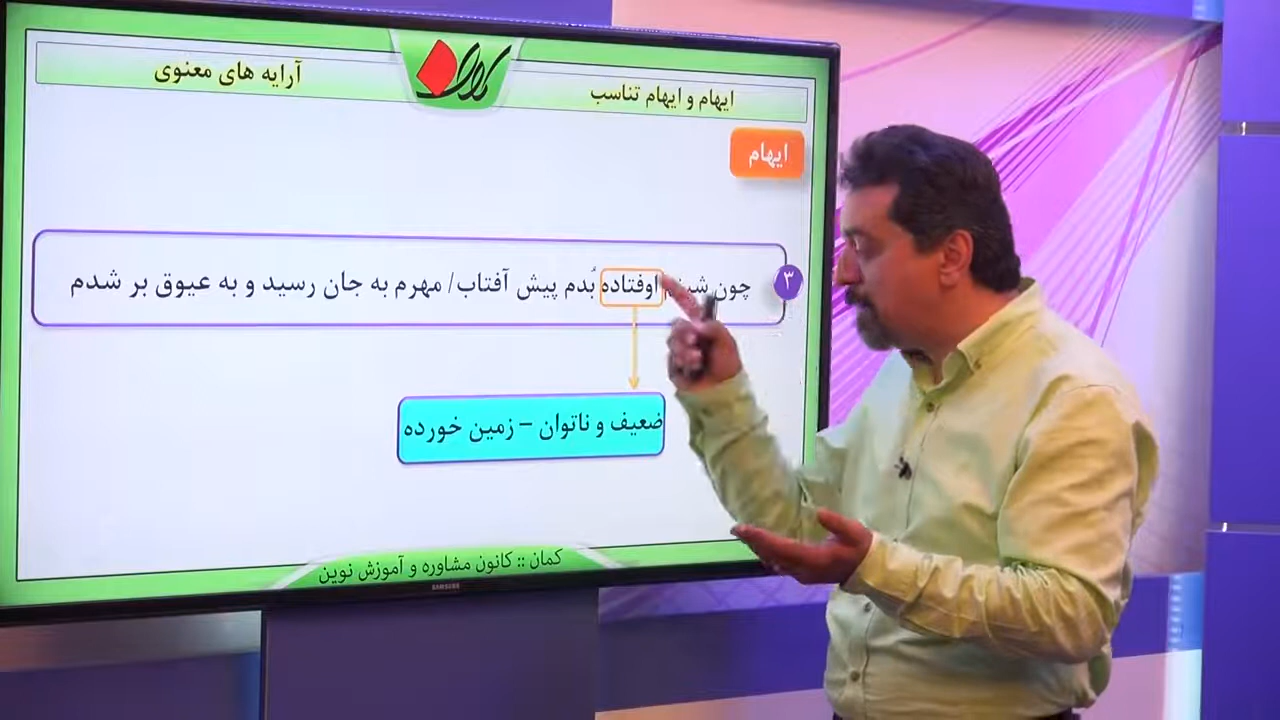 ایهام و ایهام تناسب
آرایه های معنوی
ایهام
۳
چون اوفتاده بُدم پیش آفتاب/ مهرم به جان رسید و به عیوق بر شدم
ضعیف و ناتوان – زمین خورده
کمان :: کانون مشاوره و آموزش نوین
SAMSUNG